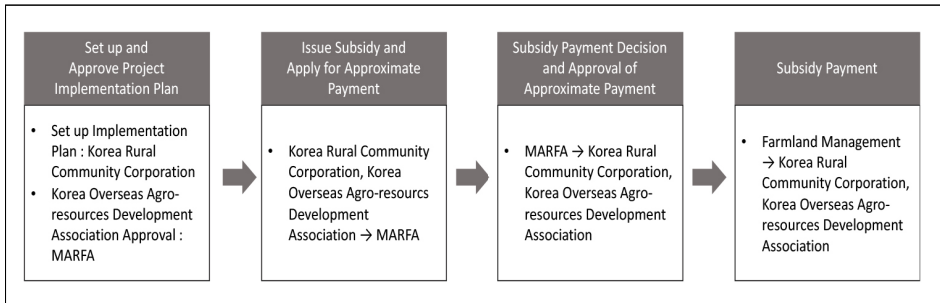 Set up and
Approve Project
Implementation Plan
• Set up Implementation
Plan : Korea Rural
Community Corporation
• Korea Overseas Agro-
resources Development
Association Approval :
MARFA
Issue Subsidy and
Apply for Approximate
Payment
• Korea Rural Community
Corporation, Korea
Overseas Agro-resourcs
Development
Association → MARFA
Subsidy Payment Decision
and Approval of
Approximate Payment
• MARFA → Korea Rural
Community Corporation,
Korea Overseas Agro-
resources Development
Association
Subsidy Payment
• Farmland Management
→ Korea Rural
Community Corporation,
Korea Overseas Agro-
resources Development
Association